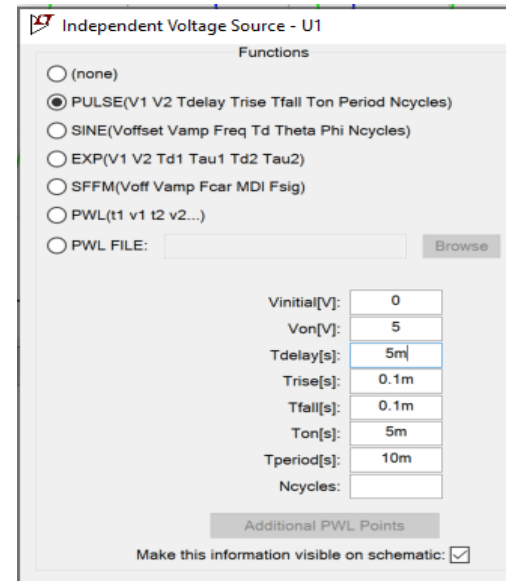 Independent Voltage Source - U1
Functions
(none)
PULSE(V1 V2 Tdelay Trise Tfall Ton Period Ncycles)
SINE(Voffset Vamp Freq Td Theta Phi Ncycles)
EXP(V1 V2 Td1 Tau1 Td2 Tau2)
SFFM(Voff Vamp Fcar MDI Fsig)
PWL(t1 v1 t2 v2...)
PWL FILE: Browse
Vinitial[V]: 0
Von[V]: 5
Tdelay[s]: 5m
Trise[s]: 0.1m
Tfall[s]: 0.1m
Ton[s]: 5m
Tperiod[s]: 10m
Ncycles:
Additional PWL Points
Make this information visible on schematic: